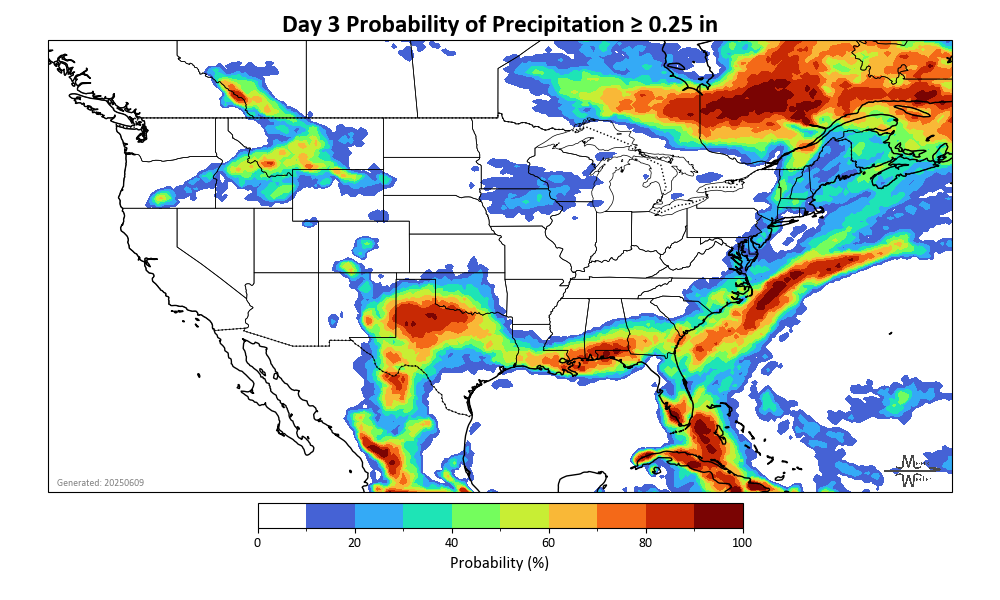 Day 3 Probability of Precipitation ≥ 0.25 in
Generated: 20250609
0 20 40 60 80 100
Probability (%)